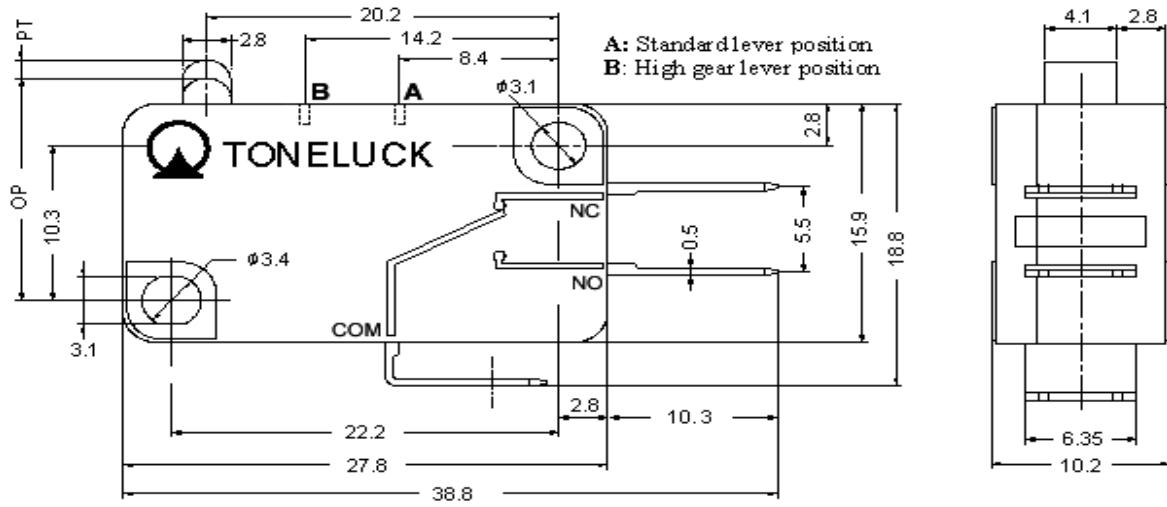 20.2
4.1
2.8
PT
2.8
14.2
8.4
A: Standard lever position
B: High gear lever position
B
A
ϕ3.1
2.8
TONELUCK
OP
10.3
NC
5.5
15.9
18.8
0.5
ϕ3.4
NO
COM
3.1
2.8
10.3
22.2
6.35
27.8
10.2
38.8